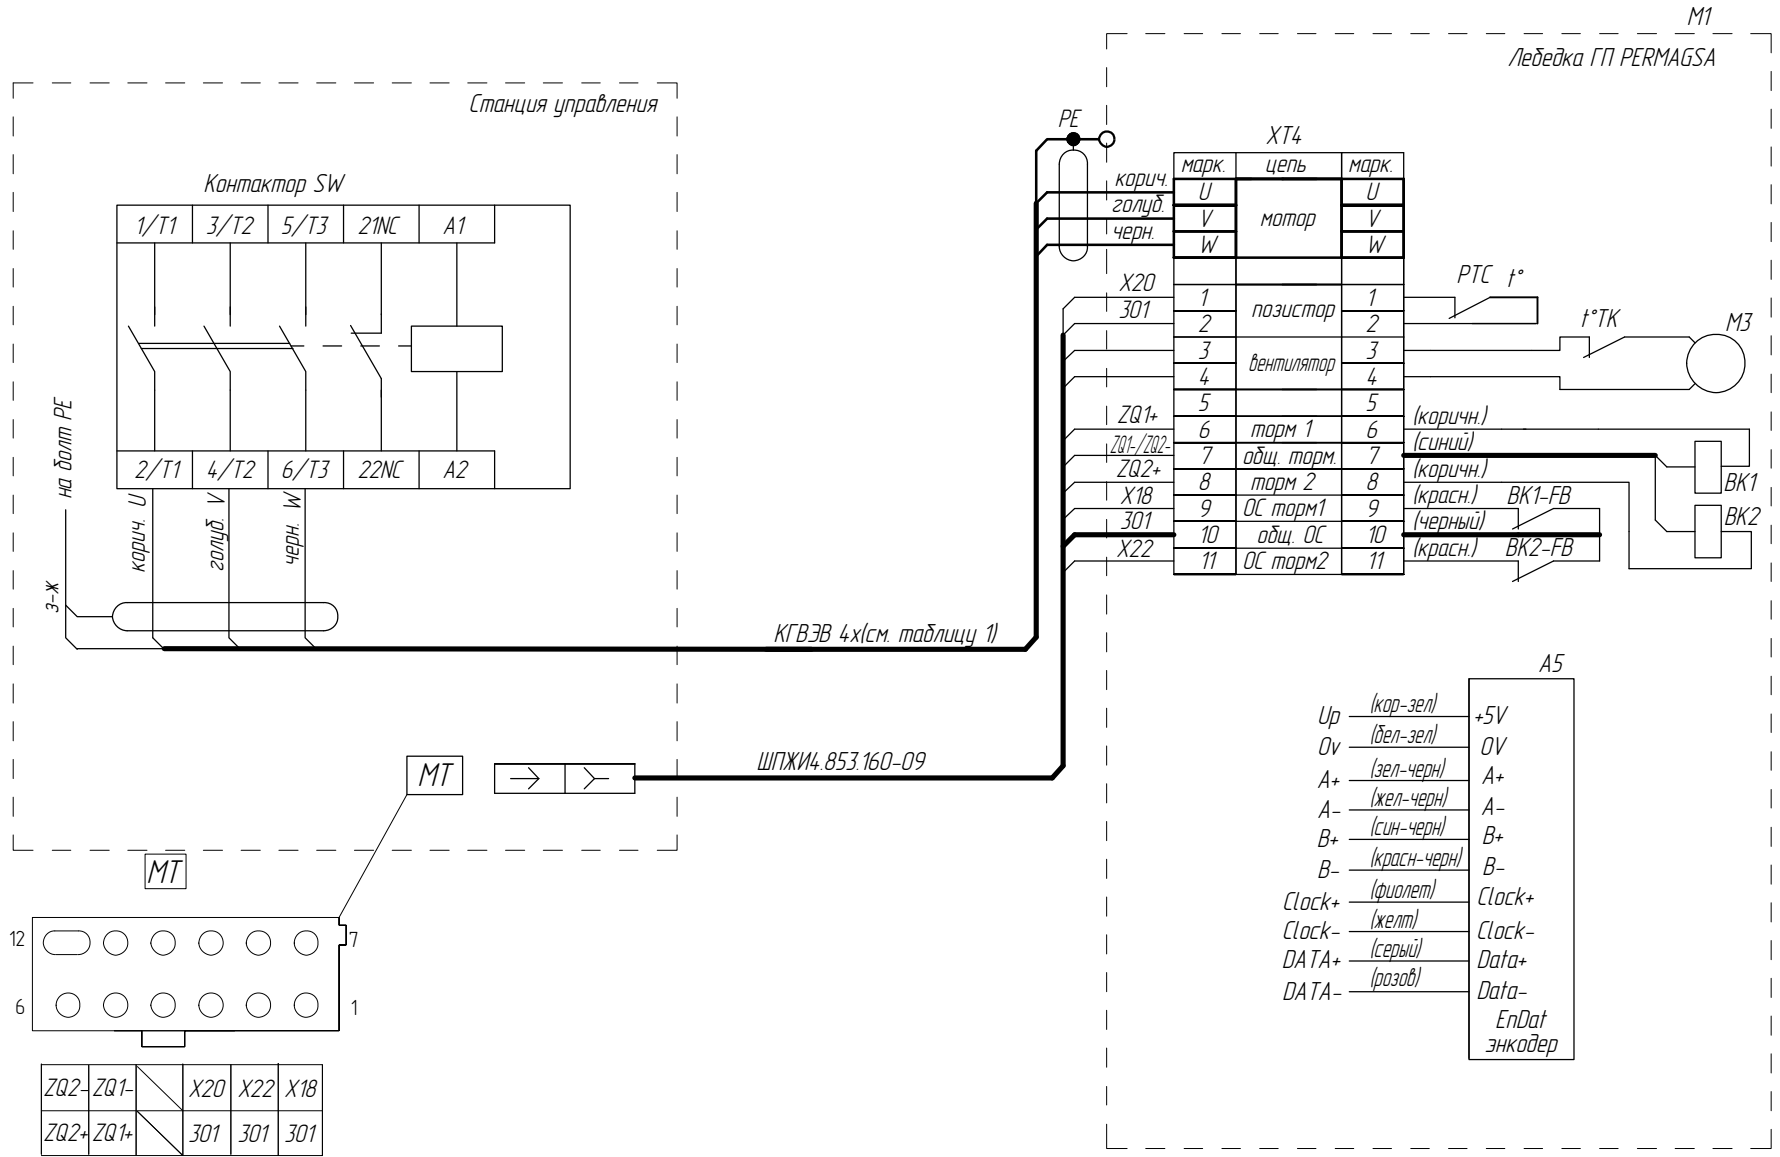 M1
Лебедка ГП PERMAGSA
Станция управления
Контактор SW
1/T1 3/T2 5/T3 21NC A1
2/T1 4/T2 6/T3 22NC A2
на болт PE
з-ж
корич. U
голуб. V
черн. W
КГВЭВ 4х(см. таблицу 1)
MT
ШПЖИ4.853.160-09
MT
12
7
6
1
ZQ2- ZQ1- X20 X22 X18
ZQ2+ ZQ1+ 301 301 301
PE
XT4
марк. цепь марк.
корич. U мотор U
голуб. V V
черн. W W
X20 1 позистор 1
301 2 2
3 вентилятор 3
4 4
5 5
ZQ1+ 6 торм 1 6 (коричн.)
ZQ1-/ZQ2- 7 общ. торм. 7 (синий)
ZQ2+ 8 торм 2 8 (коричн.)
X18 9 ОС торм1 9 (красн.)
301 10 общ. ОС 10 (черный)
X22 11 ОС торм2 11 (красн.)
PTC t°
t°TK
M3
BK1
BK2
BK1-FB
BK2-FB
A5
Up (кор-зел) +5V
0v (бел-зел) 0V
A+ (зел-черн) A+
A- (жел-черн) A-
B+ (син-черн) B+
B- (красн-черн) B-
Clock+ (фиолет) Clock+
Clock- (желт) Clock-
DATA+ (серый) Data+
DATA- (розов) Data-
EnDat
энкодер